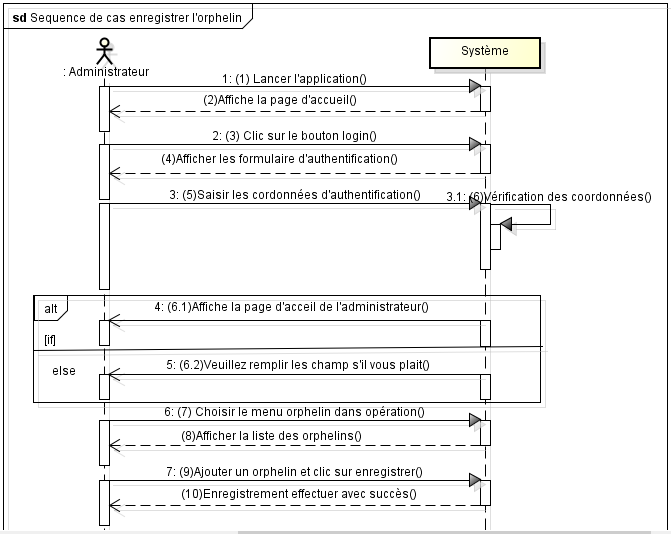 sd Sequence de cas enregistrer l'orphelin
: Administrateur
Système
1: (1) Lancer l'application()
(2)Affiche la page d'accueil()
2: (3) Clic sur le bouton login()
(4)Afficher les formulaire d'authentification()
3: (5)Saisir les cordonnées d'authentification()
3.1: (6)Vérification des coordonnées()
alt
4: (6.1)Affiche la page d'acceil de l'administrateur()
[if]
5: (6.2)Veuillez remplir les champ s'il vous plait()
else
6: (7) Choisir le menu orphelin dans opération()
(8)Afficher la liste des orphelins()
7: (9)Ajouter un orphelin et clic sur enregistrer()
(10)Enregistrement effectuer avec succès()